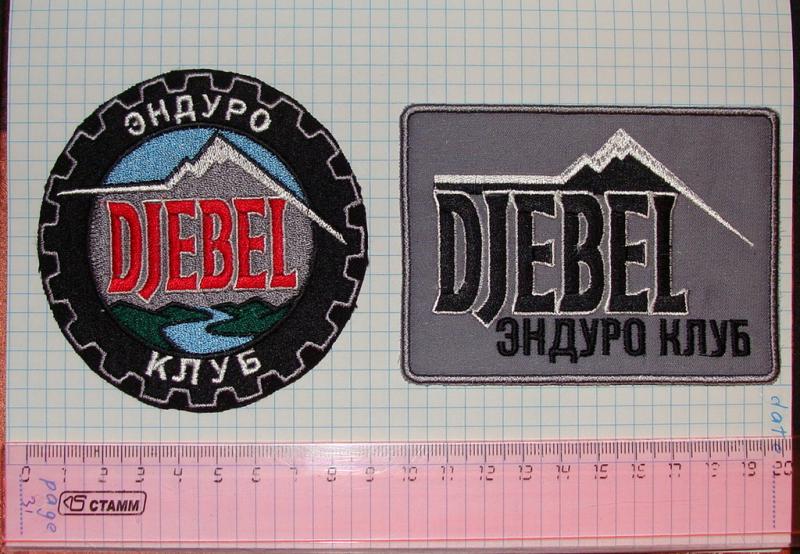 ЭНДУРО
DJEBEL
КЛУБ
DJEBEL
ЭНДУРО КЛУБ
date
0 1 2 3 4 5 6 7 8 9 10 11 12 13 14 15 16 17 18 19 20
page
31
СТАММ